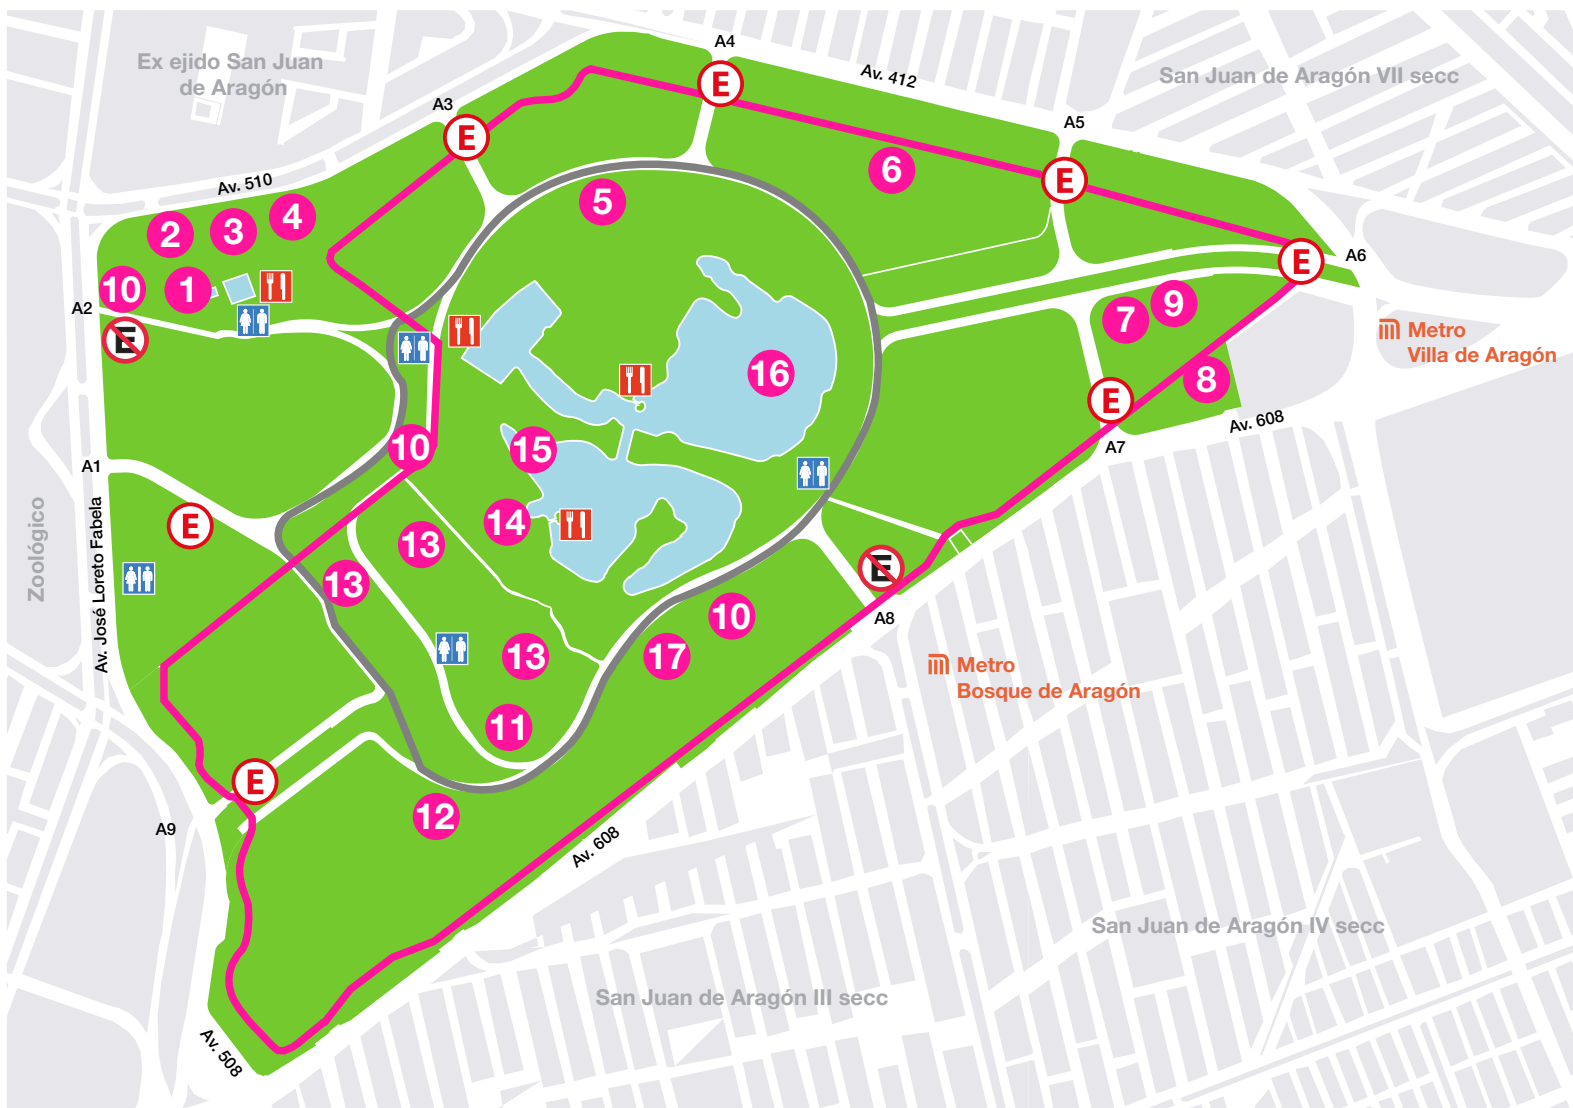 A4
Ex ejido San Juan
de Aragón
Av. 412
San Juan de Aragón VII secc
E
A3
E
A5
6
E
Av. 510
5
4
3
2
10
1
A2
E
A6
E
7
9
Metro
Villa de Aragón
16
8
E
Av. 608
A7
10
15
A1
Zoológico
Av. José Loreto Fabela
E
14
13
13
E
A8
10
17
13
Metro
Bosque de Aragón
11
E
12
A9
Av. 608
San Juan de Aragón IV secc
San Juan de Aragón III secc
Av. 508